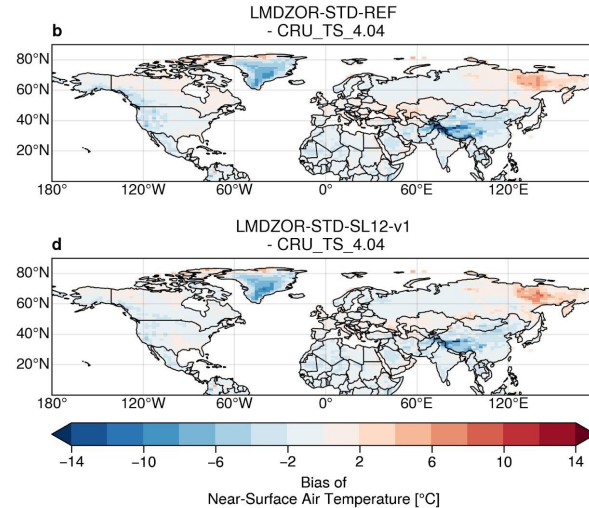 LMDZOR-STD-REF
- CRU_TS_4.04
b
80°N
60°N
40°N
20°N
180° 120°W 60°W 0° 60°E 120°E
LMDZOR-STD-SL12-v1
- CRU_TS_4.04
d
80°N
60°N
40°N
20°N
180° 120°W 60°W 0° 60°E 120°E
−14 −10 −6 −2 2 6 10 14
Bias of
Near-Surface Air Temperature [°C]